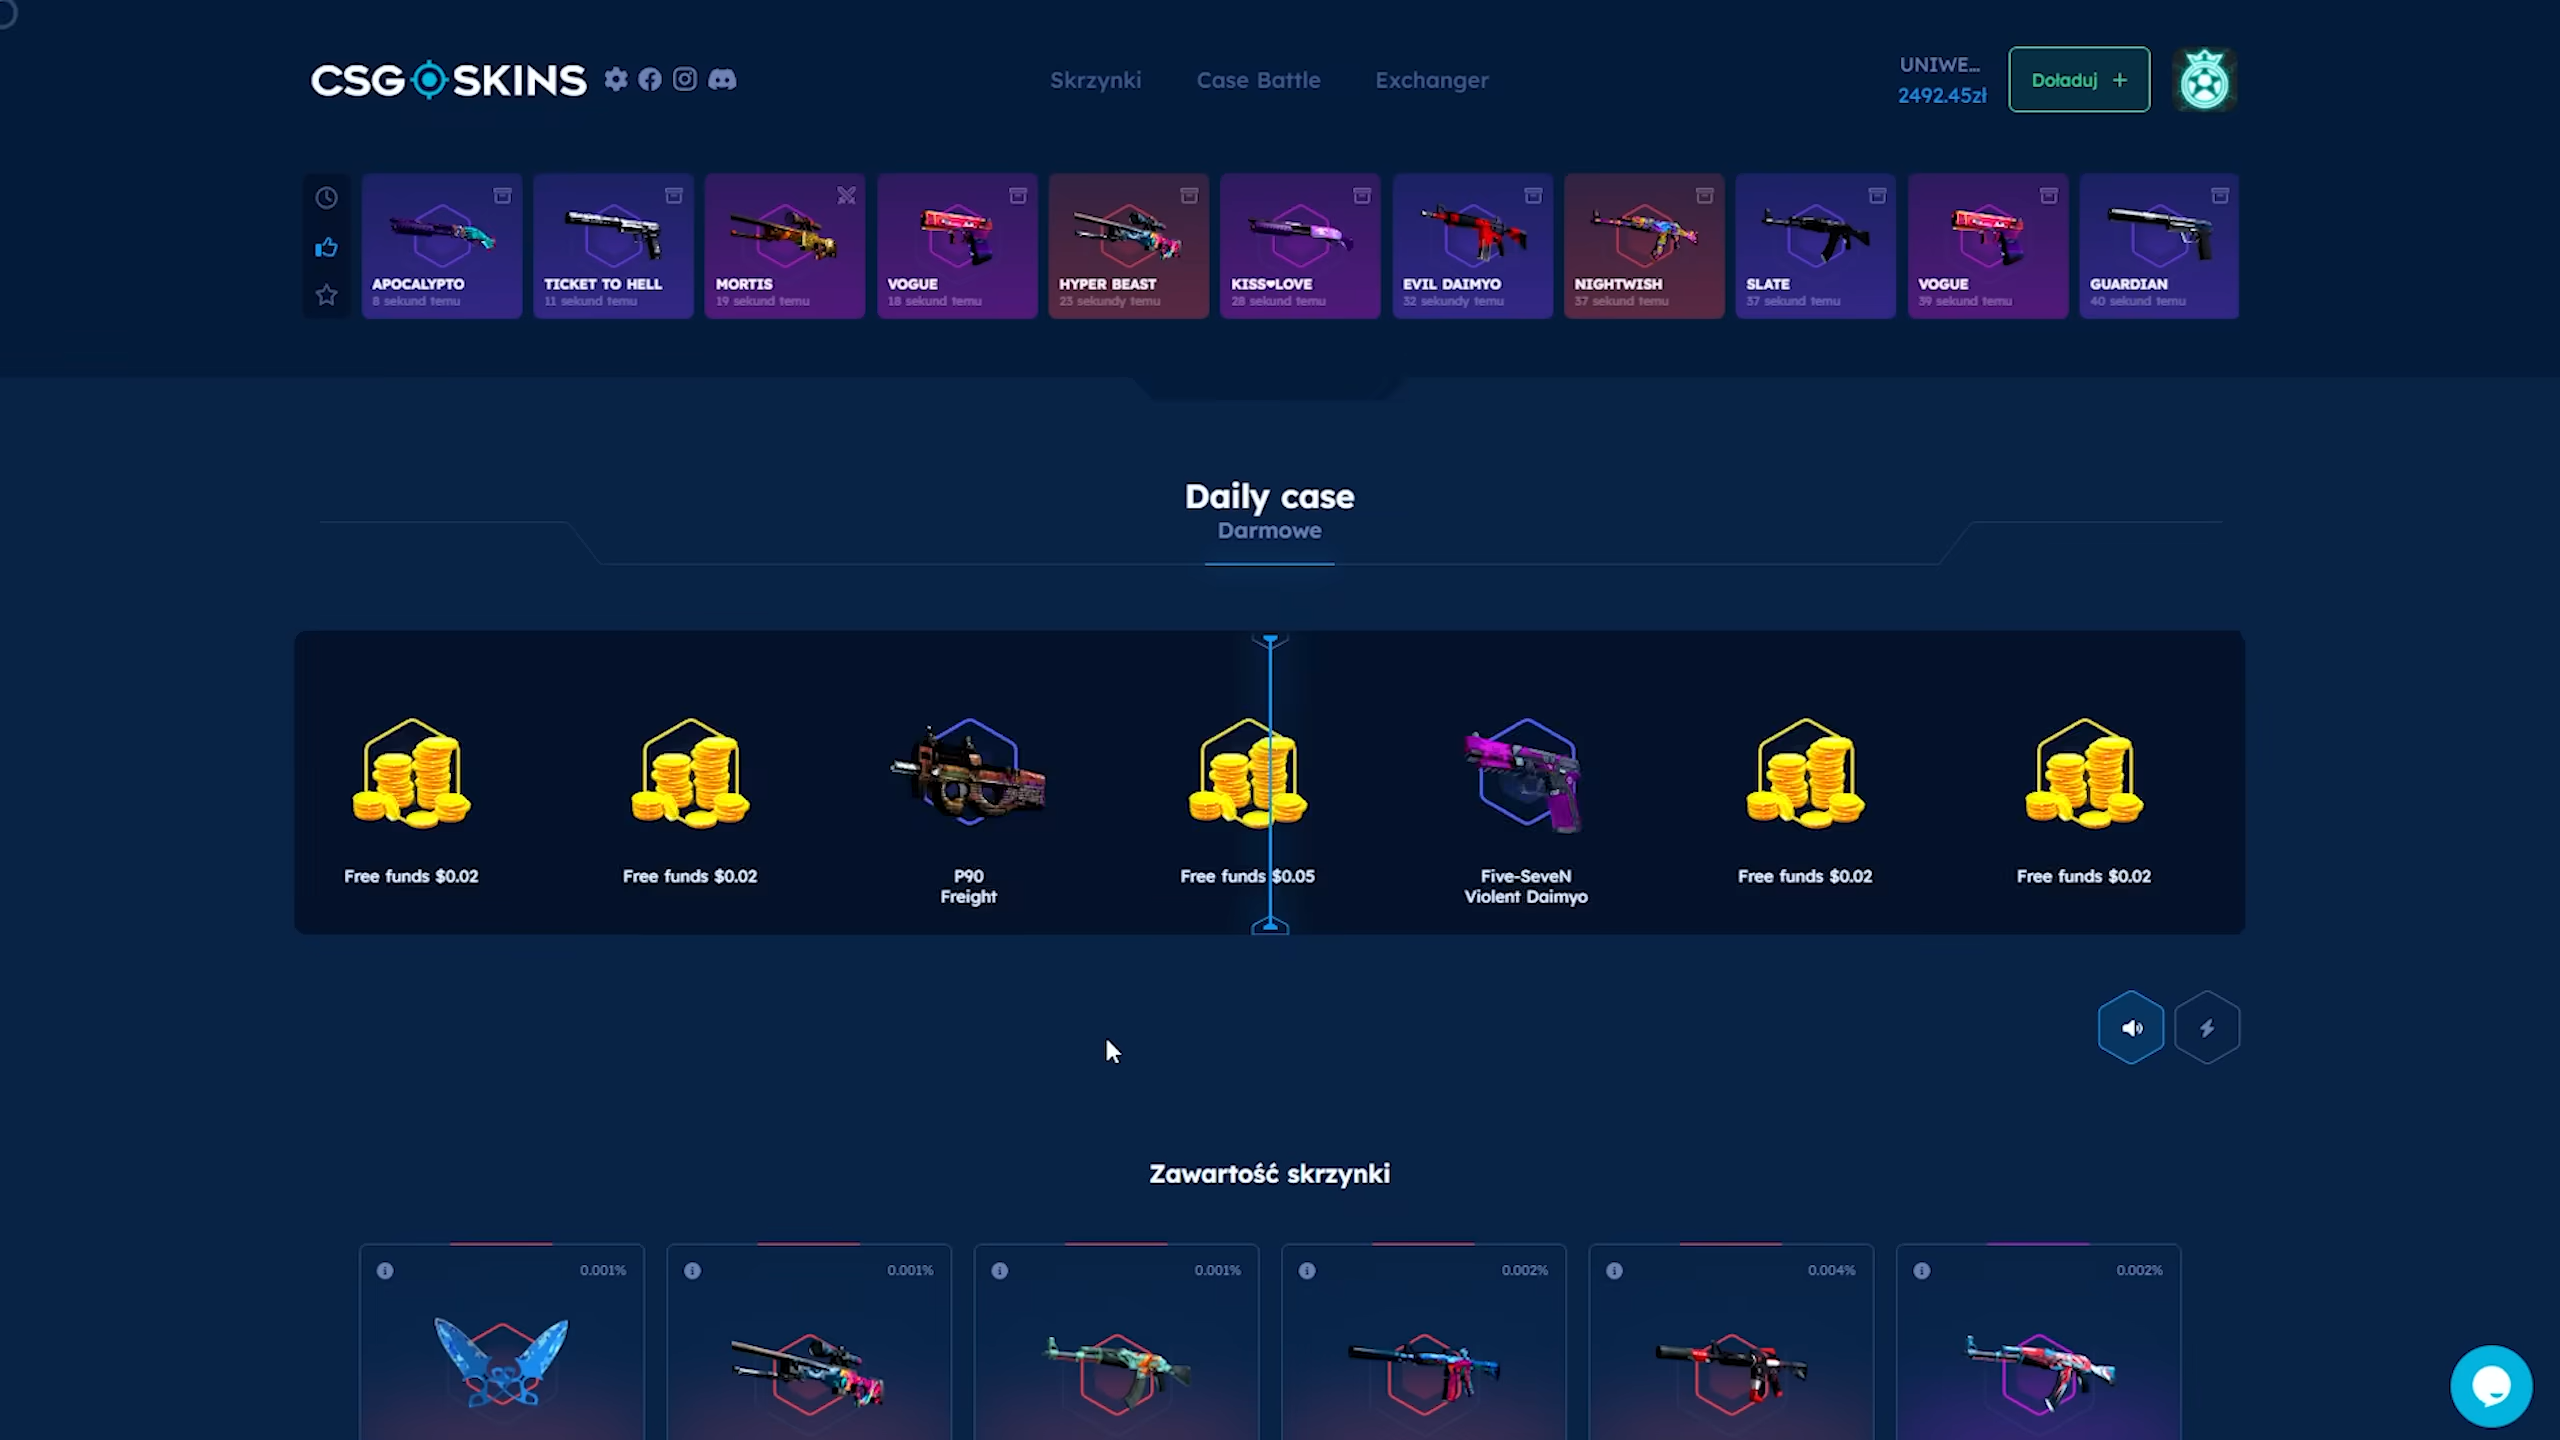 CSGOSKINS
Skrzynki
Case Battle
Exchanger
UNIWE...
2492.45zł
Doładuj +
APOCALYPTO
8 sekund temu
TICKET TO HELL
11 sekund temu
MORTIS
19 sekund temu
VOGUE
18 sekund temu
HYPER BEAST
23 sekundy temu
KISS♥LOVE
28 sekund temu
EVIL DAIMYO
32 sekundy temu
NIGHTWISH
37 sekund temu
SLATE
37 sekund temu
VOGUE
39 sekund temu
GUARDIAN
40 sekund temu
Daily case
Darmowe
Free funds $0.02
Free funds $0.02
P90
Freight
Free funds $0.05
Five-SeveN
Violent Daimyo
Free funds $0.02
Free funds $0.02
Zawartość skrzynki
0.001%
0.001%
0.001%
0.002%
0.004%
0.002%